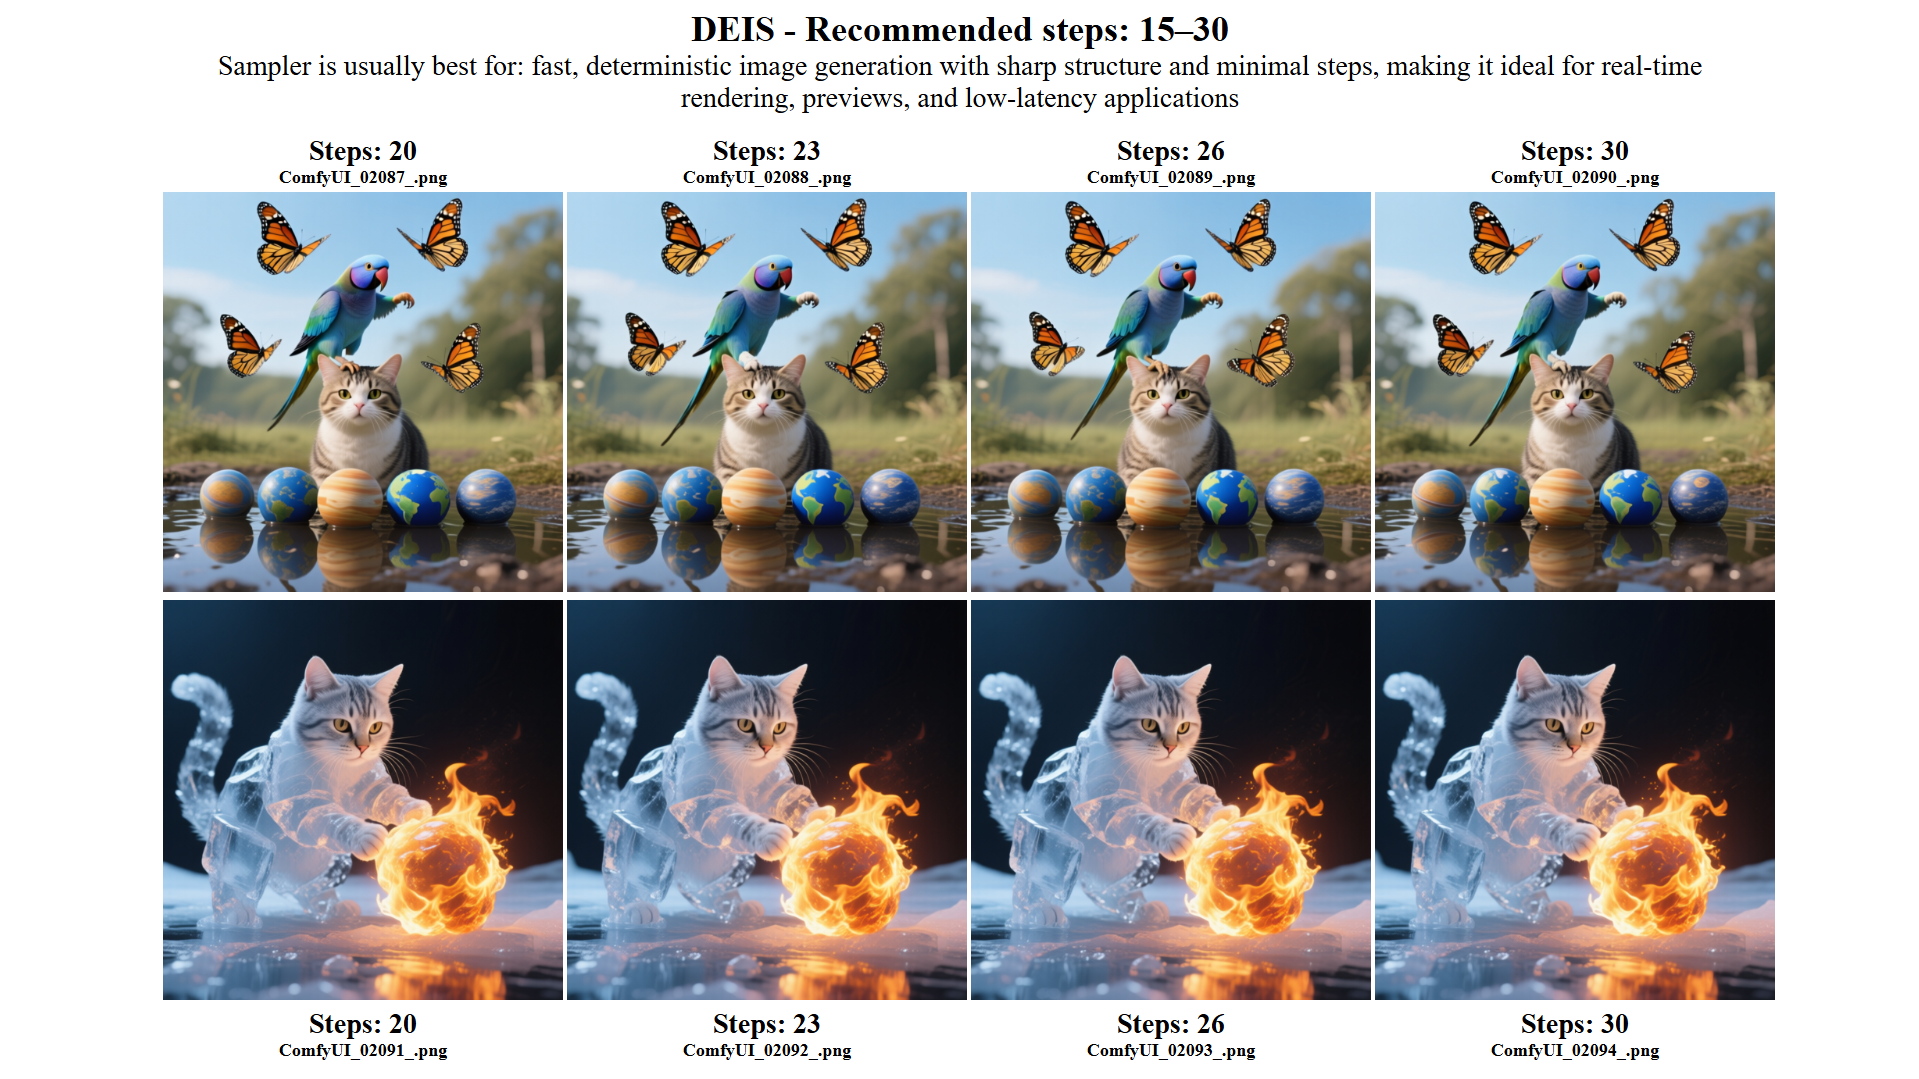 DEIS - Recommended steps: 15–30
Sampler is usually best for: fast, deterministic image generation with sharp structure and minimal steps, making it ideal for real-time
rendering, previews, and low-latency applications
Steps: 20
ComfyUI_02087_.png
Steps: 23
ComfyUI_02088_.png
Steps: 26
ComfyUI_02089_.png
Steps: 30
ComfyUI_02090_.png
Steps: 20
ComfyUI_02091_.png
Steps: 23
ComfyUI_02092_.png
Steps: 26
ComfyUI_02093_.png
Steps: 30
ComfyUI_02094_.png